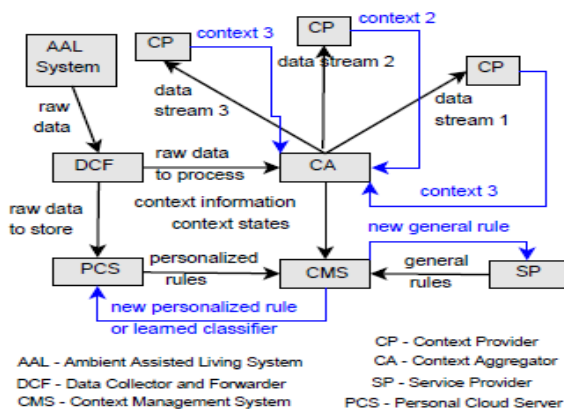 AAL
System
CP
context 3
CP
context 2
CP
data stream 2
data
stream 3
data
stream 1
raw
data
DCF
raw data
to process
CA
context 3
raw data
to store
context information
context states
new general rule
PCS
personalized
rules
CMS
general
rules
SP
new personalized rule
or learned classifier
AAL - Ambient Assisted Living System
DCF - Data Collector and Forwarder
CMS - Context Management System
CP - Context Provider
CA - Context Aggregator
SP - Service Provider
PCS - Personal Cloud Server